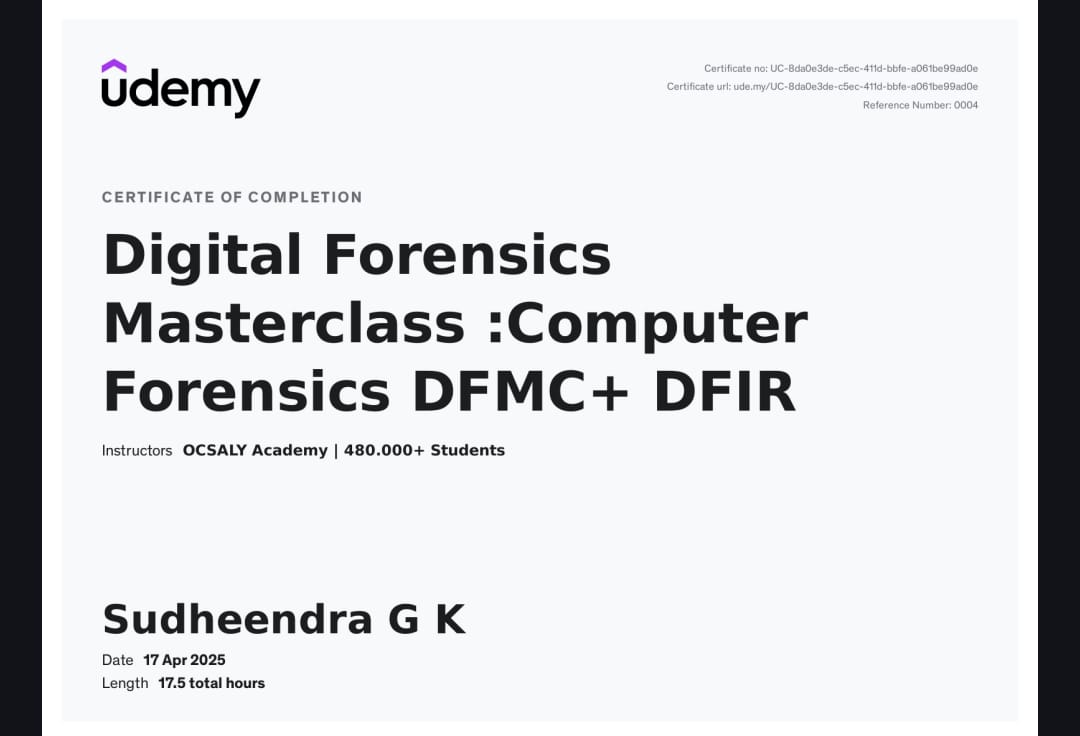 udemy
Certificate no: UC-8da0e3de-c5ec-411d-bbfe-a061be99ad0e
Certificate url: ude.my/UC-8da0e3de-c5ec-411d-bbfe-a061be99ad0e
Reference Number: 0004
CERTIFICATE OF COMPLETION
Digital Forensics
Masterclass :Computer
Forensics DFMC+ DFIR
Instructors OCSALY Academy | 480.000+ Students
Sudheendra G K
Date 17 Apr 2025
Length 17.5 total hours